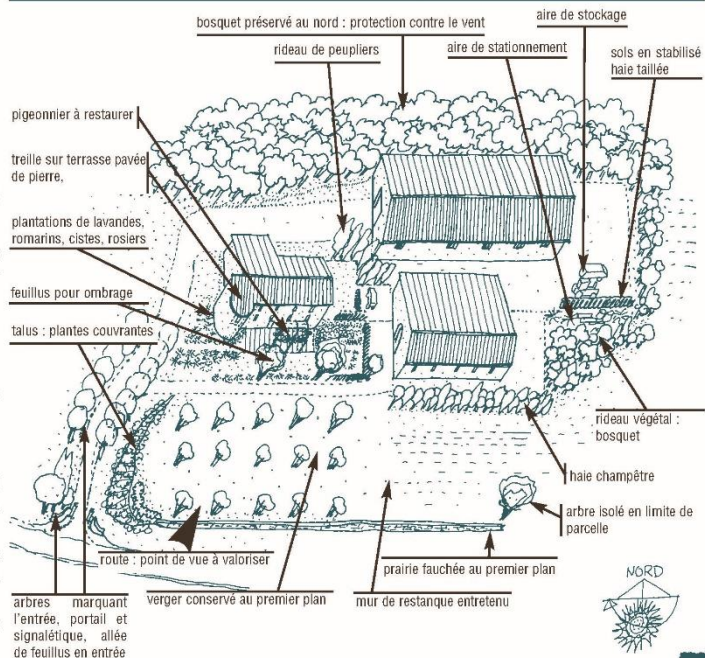 bosquet préservé au nord : protection contre le vent
aire de stockage
rideau de peupliers
aire de stationnement
sols en stabilisé
haie taillée
pigeonnier à restaurer
treille sur terrasse pavée
de pierre,
plantations de lavandes,
romarins, cistes, rosiers
feuillus pour ombrage
talus : plantes couvrantes
rideau végétal :
bosquet
haie champêtre
arbre isolé en limite de
parcelle
route : point de vue à valoriser
prairie fauchée au premier plan
verger conservé au premier plan
mur de restanque entretenu
arbres marquant
l'entrée, portail et
signalétique, allée
de feuillus en entrée
NORD